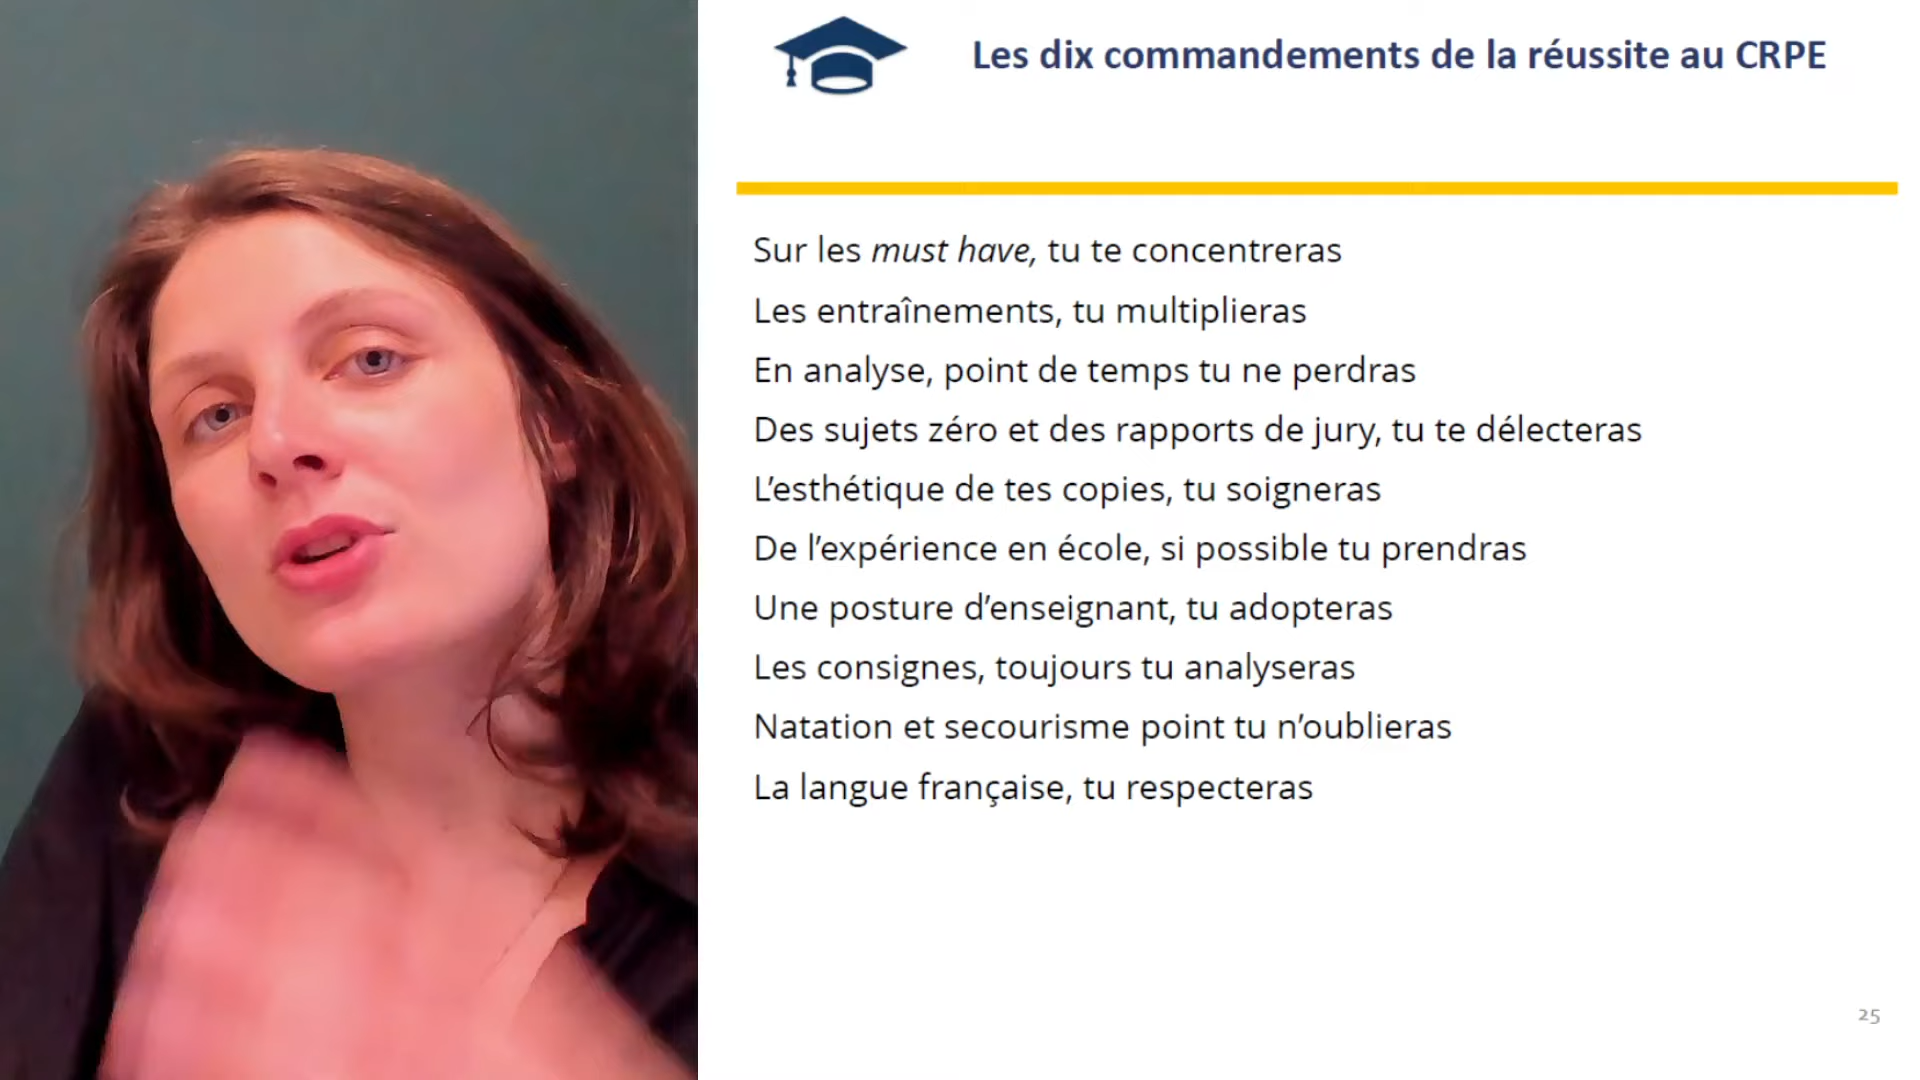 Les dix commandements de la réussite au CRPE
Sur les must have, tu te concentreras
Les entraînements, tu multiplieras
En analyse, point de temps tu ne perdras
Des sujets zéro et des rapports de jury, tu te délecteras
L’esthétique de tes copies, tu soigneras
De l’expérience en école, si possible tu prendras
Une posture d’enseignant, tu adopteras
Les consignes, toujours tu analyseras
Natation et secourisme point tu n’oublieras
La langue française, tu respecteras
25